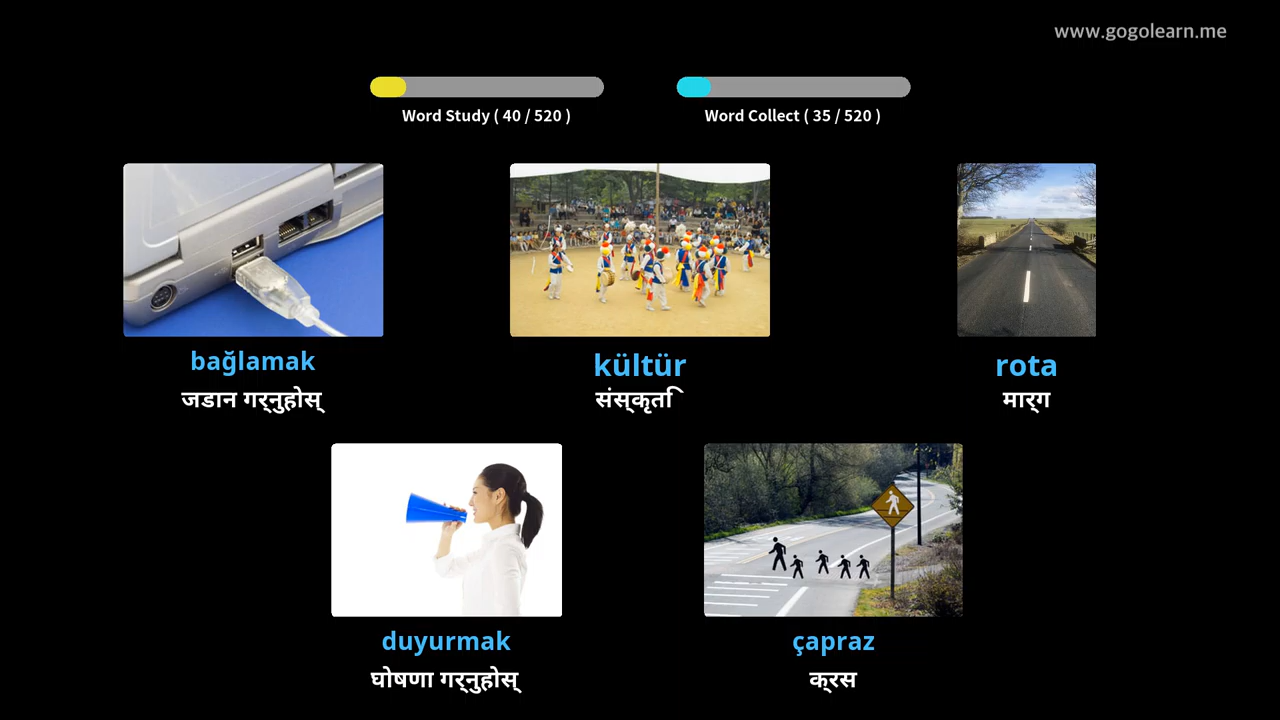 www.gogolearn.me
Word Study ( 40 / 520 )
Word Collect ( 35 / 520 )
bağlamak
जडान गर्नुहोस्
kültür
संस्कृति
rota
मार्ग
duyurmak
घोषणा गर्नुहोस्
çapraz
क्रस